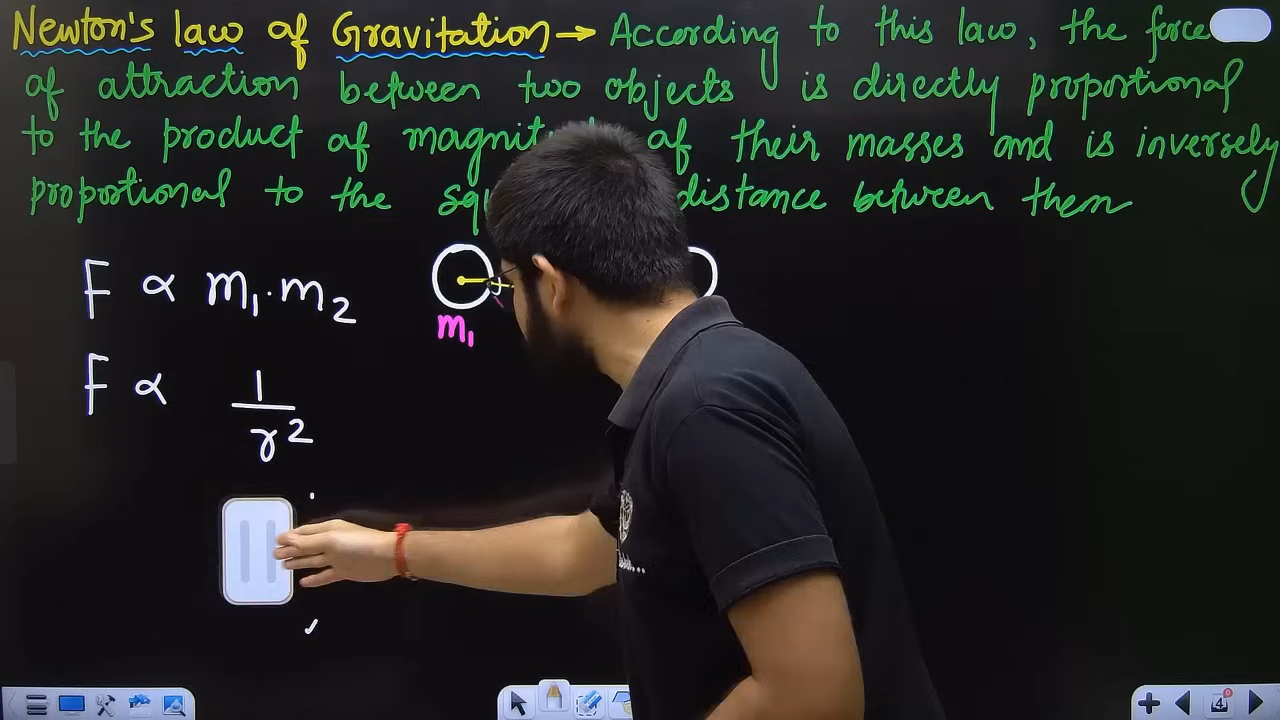 Newton's law of Gravitation → According to this law, the force
of attraction between two objects is directly proportional
to the product of magnit of their masses and is inversely
proportional to the squ distance between them
F ∝ m₁.m₂
m₁
F ∝ 1/r²
4